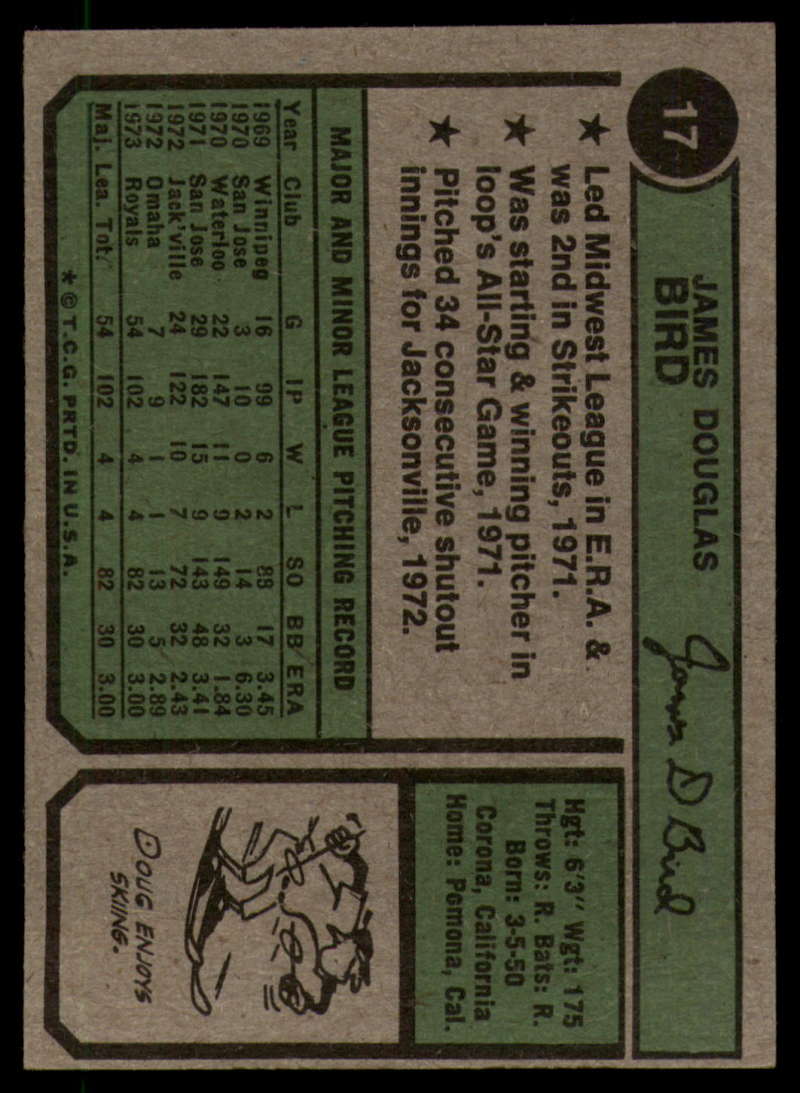 17
JAMES DOUGLAS
BIRD
James D Bird
★ Led Midwest League in E.R.A. &
was 2nd in Strikeouts, 1971.
★ Was starting & winning pitcher in
loop's All-Star Game, 1971.
★ Pitched 34 consecutive shutout
innings for Jacksonville, 1972.
MAJOR AND MINOR LEAGUE PITCHING RECORD
Year Club G IP W L SO BB ERA
1969 Winnipeg 16 99 6 2 88 17 3.45
1970 San Jose 3 10 0 2 14 3 6.30
1970 Waterloo 22 147 11 9 149 32 1.84
1971 San Jose 29 182 15 9 143 48 3.41
1972 Jack'ville 24 122 10 7 72 32 2.43
1972 Omaha 7 9 1 1 13 5 2.89
1973 Royals 54 102 4 4 82 30 3.00
Maj. Lea. Tot. 54 102 4 4 82 30 3.00
* © T.C.G. PRTD. IN U.S.A.
Hgt: 6'3" Wgt: 175
Throws: R. Bats: R.
Born: 3-5-50
Corona, California
Home: Pomona, Cal.
DOUG ENJOYS
SKIING.